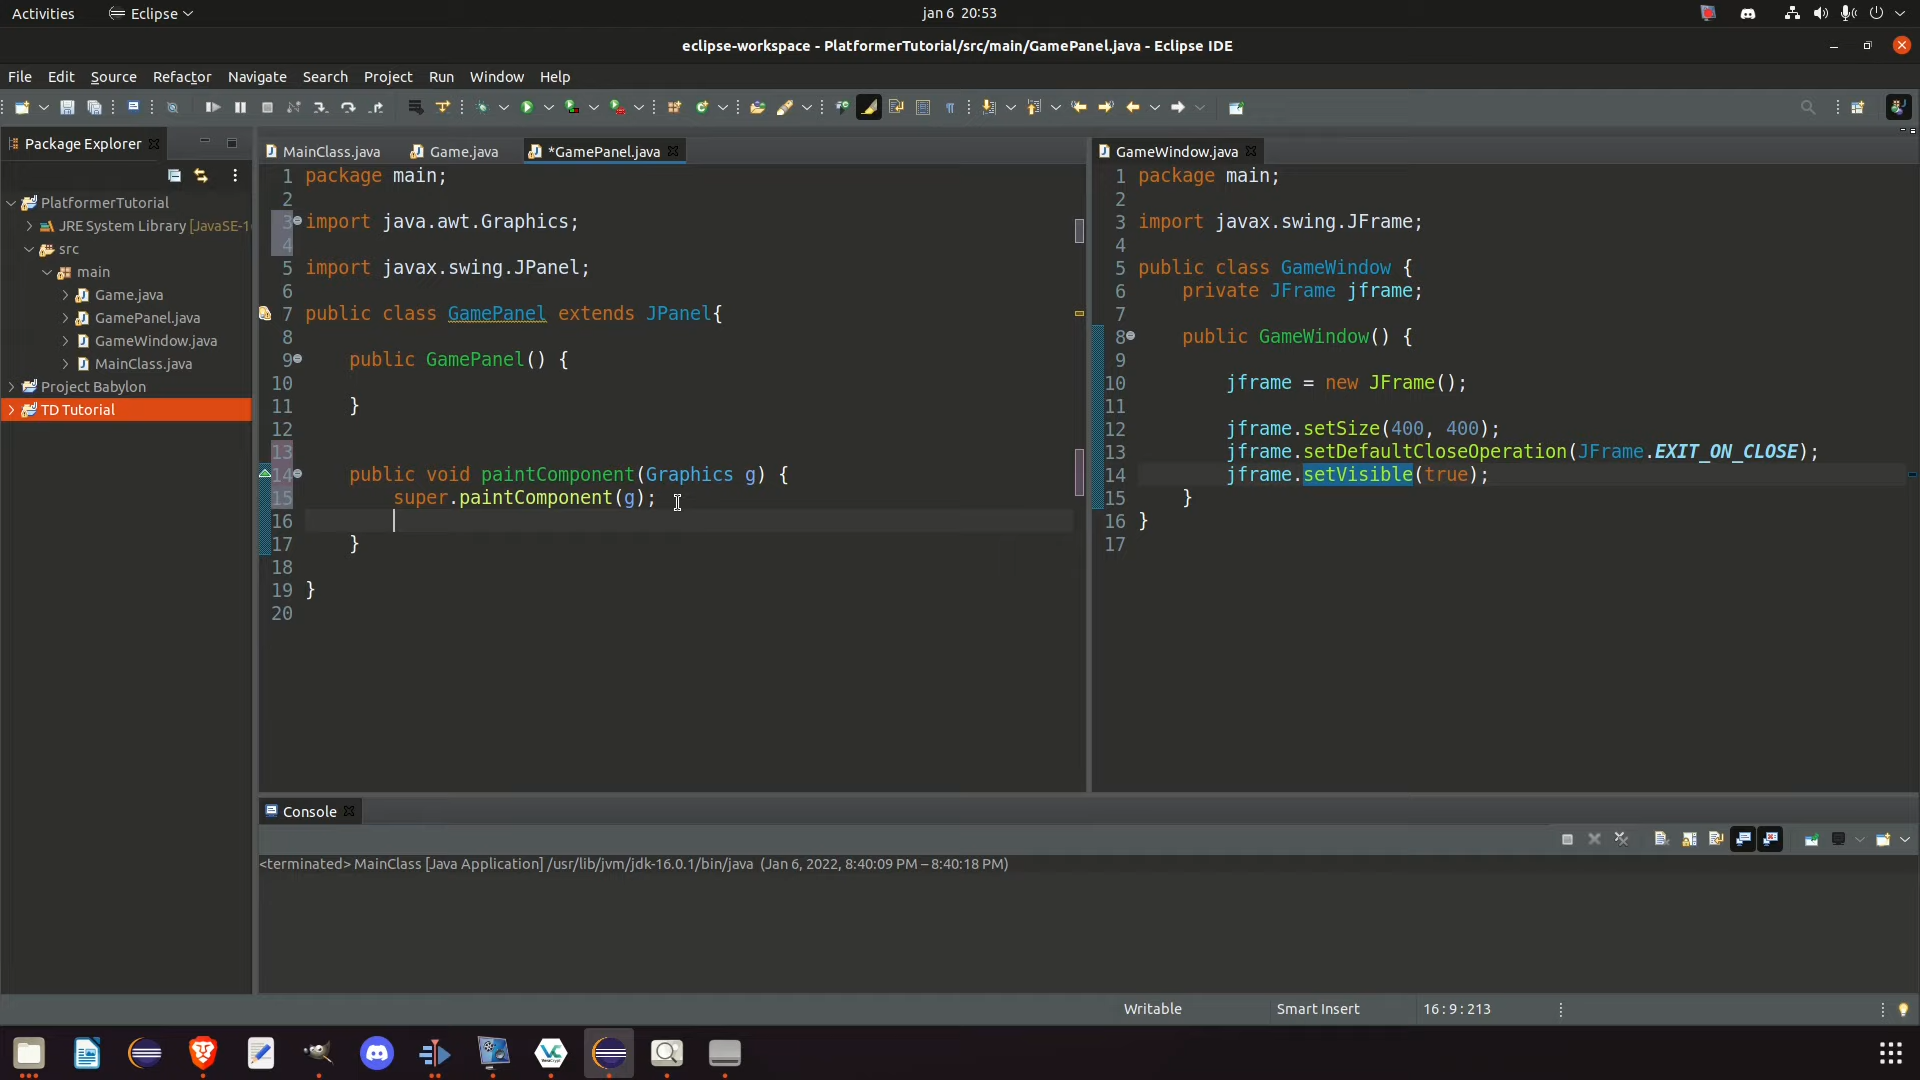 Activities Eclipse jan 6 20:53
eclipse-workspace - PlatformerTutorial/src/main/GamePanel.java - Eclipse IDE
File Edit Source Refactor Navigate Search Project Run Window Help
Package Explorer
PlatformerTutorial
JRE System Library [JavaSE-1
src
main
Game.java
GamePanel.java
GameWindow.java
MainClass.java
Project Babylon
TD Tutorial
MainClass.java Game.java *GamePanel.java
1 package main;
2
3 import java.awt.Graphics;
4
5 import javax.swing.JPanel;
6
7 public class GamePanel extends JPanel{
8
9 public GamePanel() {
10
11 }
12
13
14 public void paintComponent(Graphics g) {
15 super.paintComponent(g);
16
17 }
18
19 }
20
GameWindow.java
1 package main;
2
3 import javax.swing.JFrame;
4
5 public class GameWindow {
6 private JFrame jframe;
7
8 public GameWindow() {
9
10 jframe = new JFrame();
11
12 jframe.setSize(400, 400);
13 jframe.setDefaultCloseOperation(JFrame.EXIT_ON_CLOSE);
14 jframe.setVisible(true);
15 }
16 }
17
Console
<terminated> MainClass [Java Application] /usr/lib/jvm/jdk-16.0.1/bin/java (Jan 6, 2022, 8:40:09 PM – 8:40:18 PM)
Writable Smart Insert 16 : 9 : 213